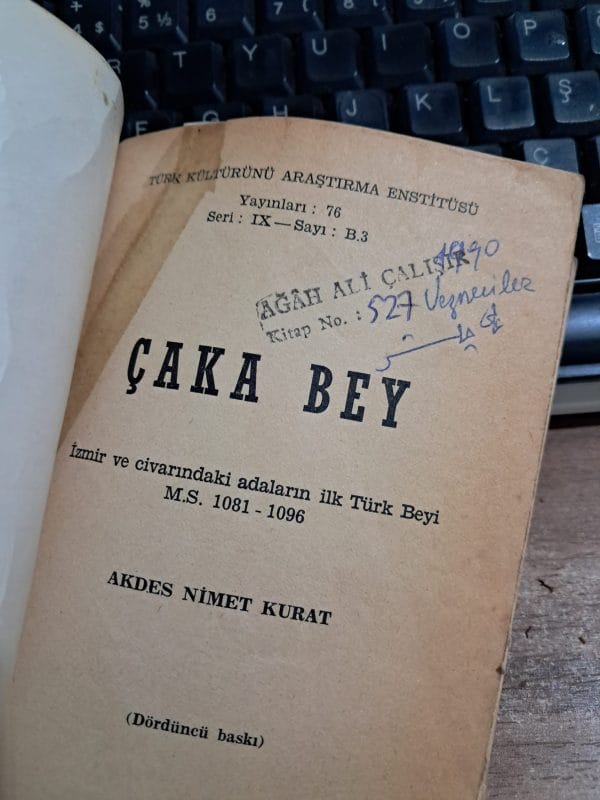 TÜRK KÜLTÜRÜNÜ ARAŞTIRMA ENSTİTÜSÜ
Yayınları : 76
Seri : IX — Sayı : B.3
AĞÂH ALİ ÇALIŞIR
Kitap No. : 527 Vezneciler
ÇAKA BEY
İzmir ve civarındaki adaların ilk Türk Beyi
M.S. 1081 - 1096
AKDES NİMET KURAT
(Dördüncü baskı)